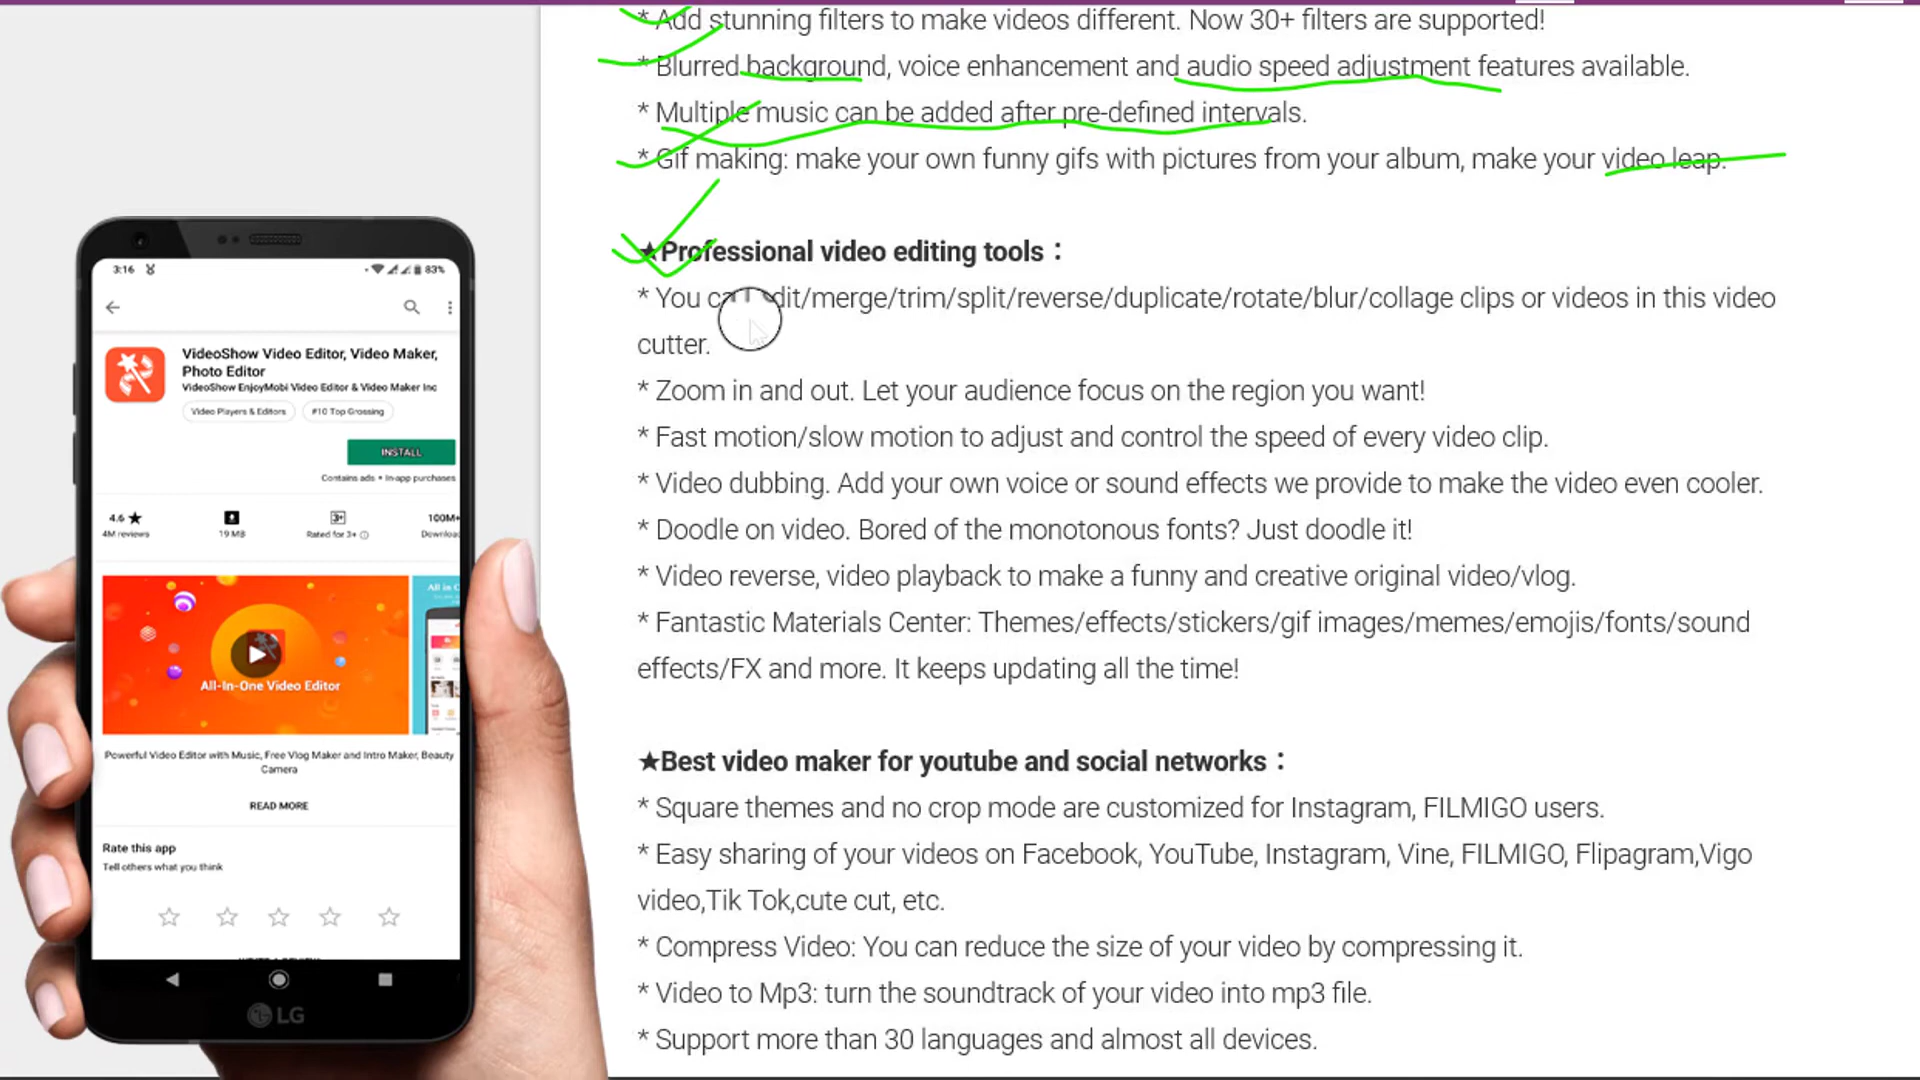 * Add stunning filters to make videos different. Now 30+ filters are supported!
* Blurred background, voice enhancement and audio speed adjustment features available.
* Multiple music can be added after pre-defined intervals.
* Gif making: make your own funny gifs with pictures from your album, make your video leap.
★Professional video editing tools：
* You can edit/merge/trim/split/reverse/duplicate/rotate/blur/collage clips or videos in this video
cutter.
* Zoom in and out. Let your audience focus on the region you want!
* Fast motion/slow motion to adjust and control the speed of every video clip.
* Video dubbing. Add your own voice or sound effects we provide to make the video even cooler.
* Doodle on video. Bored of the monotonous fonts? Just doodle it!
* Video reverse, video playback to make a funny and creative original video/vlog.
* Fantastic Materials Center: Themes/effects/stickers/gif images/memes/emojis/fonts/sound
effects/FX and more. It keeps updating all the time!
★Best video maker for youtube and social networks：
* Square themes and no crop mode are customized for Instagram, FILMIGO users.
* Easy sharing of your videos on Facebook, YouTube, Instagram, Vine, FILMIGO, Flipagram,Vigo
video,Tik Tok,cute cut, etc.
* Compress Video: You can reduce the size of your video by compressing it.
* Video to Mp3: turn the soundtrack of your video into mp3 file.
* Support more than 30 languages and almost all devices.
3:16 83%
VideoShow Video Editor, Video Maker,
Photo Editor
VideoShow EnjoyMobi Video Editor & Video Maker Inc
Video Players & Editors #10 Top Grossing
INSTALL
Contains ads • In-app purchases
4.6 ★ 3+ 100M+
4M reviews 19 MB Rated for 3+
All in
All-In-One Video Editor
Powerful Video Editor with Music, Free Vlog Maker and Intro Maker, Beauty
Camera
READ MORE
Rate this app
Tell others what you think
LG